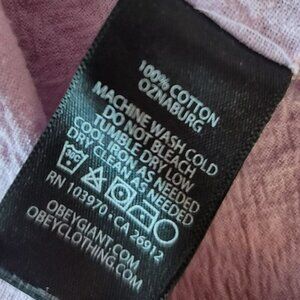 100% COTTON
OZNABURG
MACHINE WASH COLD
DO NOT BLEACH
TUMBLE DRY LOW
COOL IRON AS NEEDED
DRY CLEAN AS NEEDED
RN 103970 · CA 26912
OBEYGIANT.COM
OBEYCLOTHING.COM